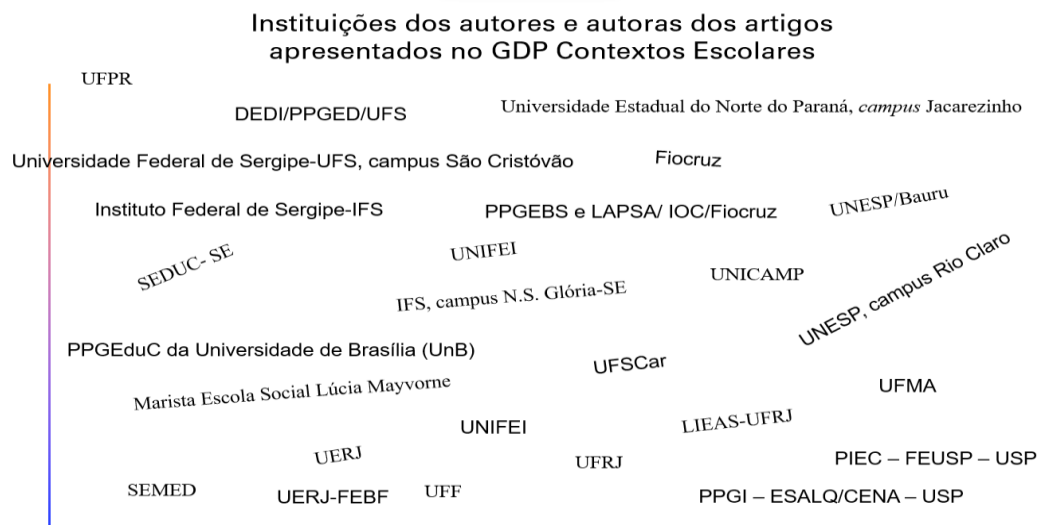 Instituições dos autores e autoras dos artigos
apresentados no GDP Contextos Escolares
UFPR
DEDI/PPGED/UFS
Universidade Estadual do Norte do Paraná, campus Jacarezinho
Universidade Federal de Sergipe-UFS, campus São Cristóvão
Fiocruz
Instituto Federal de Sergipe-IFS
PPGEBS e LAPSA/ IOC/Fiocruz
UNESP/Bauru
SEDUC- SE
UNIFEI
UNICAMP
UNESP, campus Rio Claro
IFS, campus N.S. Glória-SE
PPGEduC da Universidade de Brasília (UnB)
UFSCar
UFMA
Marista Escola Social Lúcia Mayvorne
UNIFEI
LIEAS-UFRJ
UERJ
UFRJ
PIEC – FEUSP – USP
SEMED
UERJ-FEBF
UFF
PPGI – ESALQ/CENA – USP